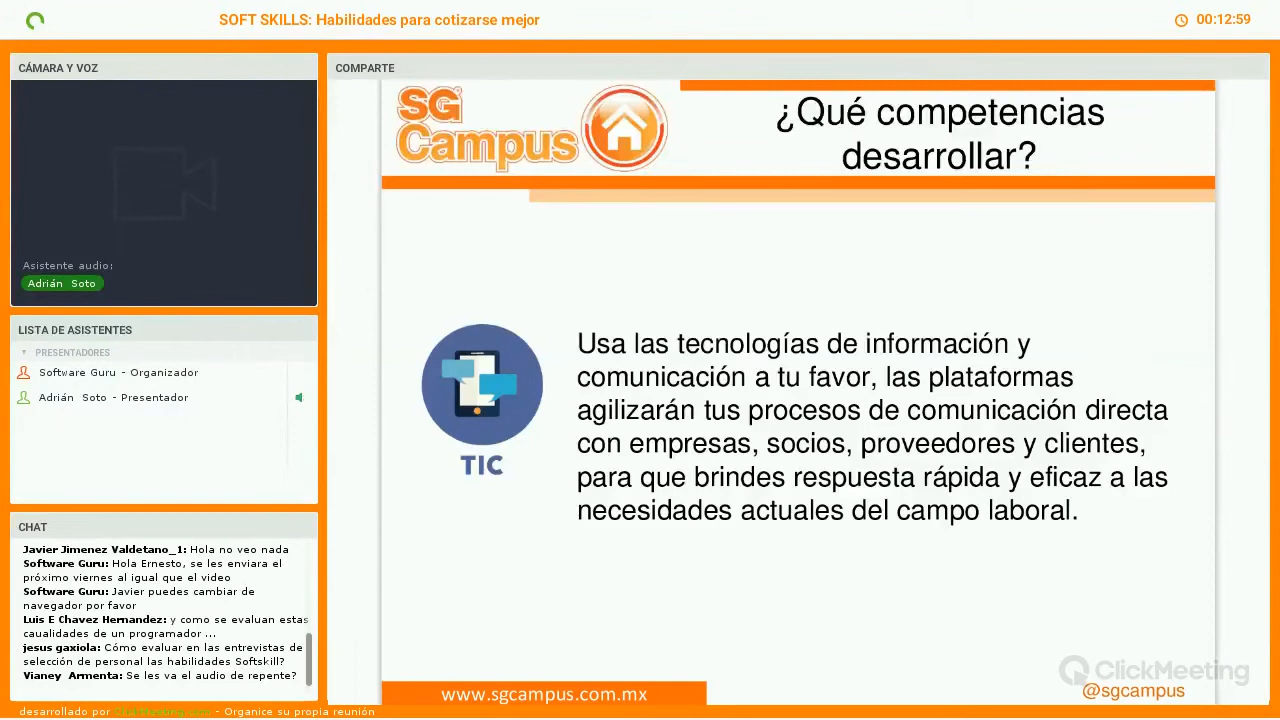 SOFT SKILLS: Habilidades para cotizarse mejor
00:12:59
CÁMARA Y VOZ
Asistente audio:
Adrián Soto
LISTA DE ASISTENTES
PRESENTADORES
Software Guru - Organizador
Adrián Soto - Presentador
CHAT
Javier Jimenez Valdetano_1: Hola no veo nada
Software Guru: Hola Ernesto, se les enviara el
próximo viernes al igual que el video
Software Guru: Javier puedes cambiar de
navegador por favor
Luis E Chavez Hernandez: y como se evaluan estas
caualidades de un programador ...
jesus gaxiola: Cómo evaluar en las entrevistas de
selección de personal las habilidades Softskill?
Vianey Armenta: Se les va el audio de repente?
COMPARTE
SG
Campus
¿Qué competencias
desarrollar?
TIC
Usa las tecnologías de información y
comunicación a tu favor, las plataformas
agilizarán tus procesos de comunicación directa
con empresas, socios, proveedores y clientes,
para que brindes respuesta rápida y eficaz a las
necesidades actuales del campo laboral.
www.sgcampus.com.mx
ClickMeeting
@sgcampus
desarrollado por ClickMeeting.com - Organice su propia reunión